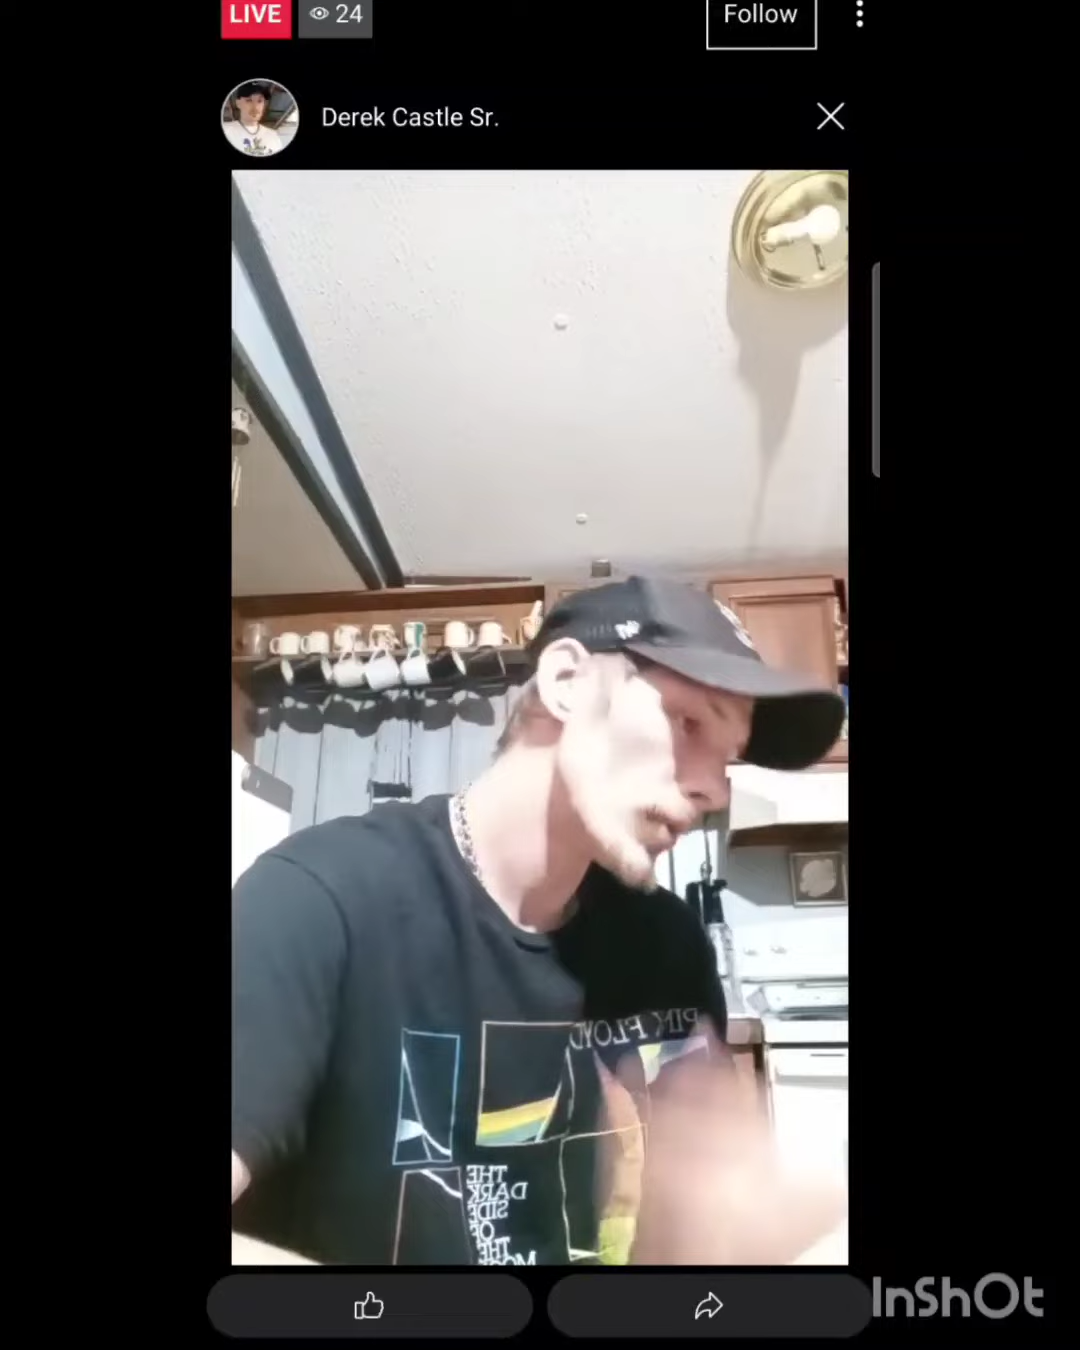 LIVE 24 Follow
Derek Castle Sr.
PINK FLOYD
THE
DARK
SIDE
OF
THE
InShOt